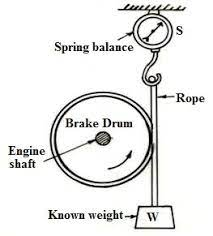 S
Spring balance
Rope
Brake Drum
Engine
shaft
Known weight
W